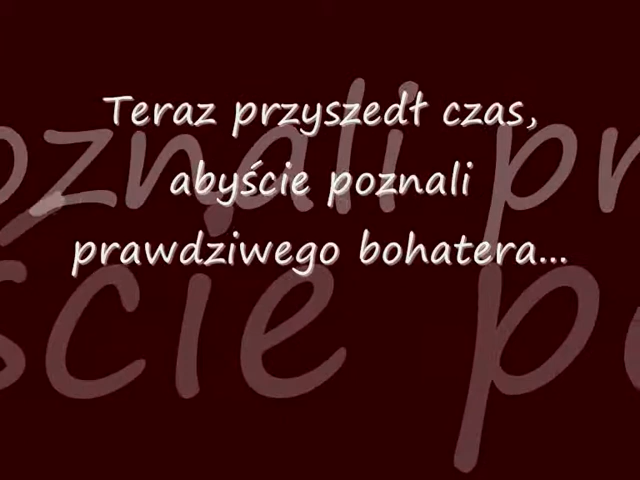 Teraz przyszedł czas,
abyście poznali
prawdziwego bohatera...